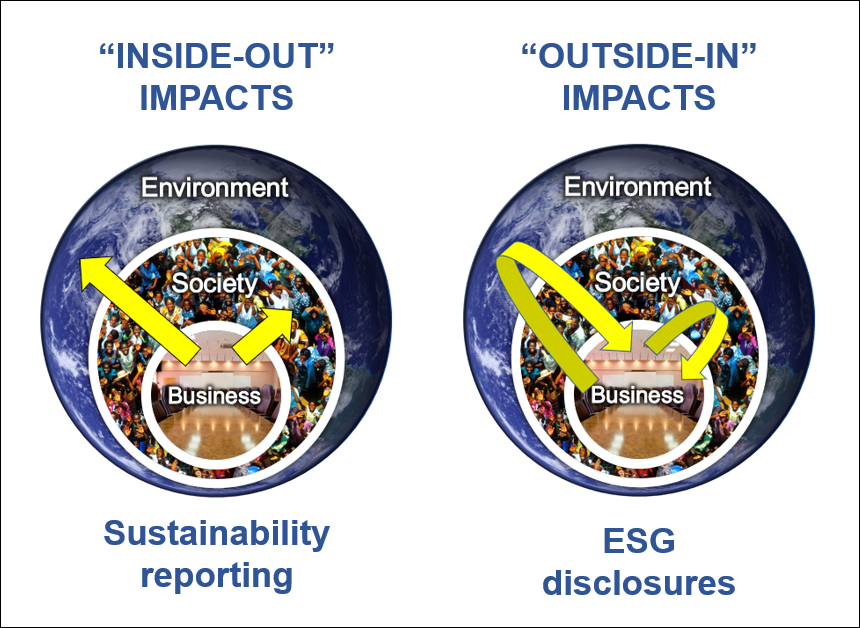 “INSIDE-OUT”
IMPACTS
Environment
Society
Business
Sustainability
reporting
“OUTSIDE-IN”
IMPACTS
Environment
Society
Business
ESG
disclosures